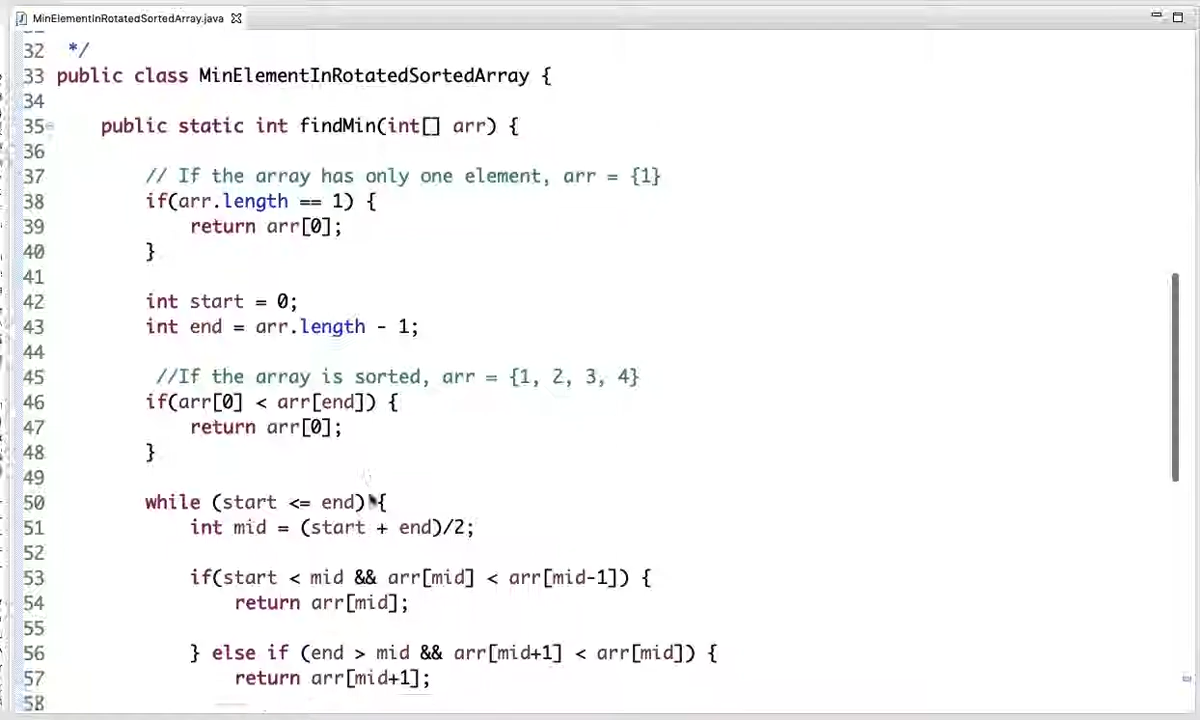 MinElementInRotatedSortedArray.java
32 */
33 public class MinElementInRotatedSortedArray {
34
35 public static int findMin(int[] arr) {
36
37 // If the array has only one element, arr = {1}
38 if(arr.length == 1) {
39 return arr[0];
40 }
41
42 int start = 0;
43 int end = arr.length - 1;
44
45 //If the array is sorted, arr = {1, 2, 3, 4}
46 if(arr[0] < arr[end]) {
47 return arr[0];
48 }
49
50 while (start <= end) {
51 int mid = (start + end)/2;
52
53 if(start < mid && arr[mid] < arr[mid-1]) {
54 return arr[mid];
55
56 } else if (end > mid && arr[mid+1] < arr[mid]) {
57 return arr[mid+1];
58